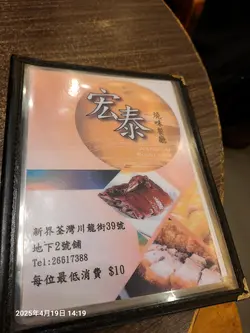 宏泰
燒味餐廳
新界荃灣川龍街39號
地下2號舖
Tel:26617388
每位最低消費 $10
2025年4月19日 14:19